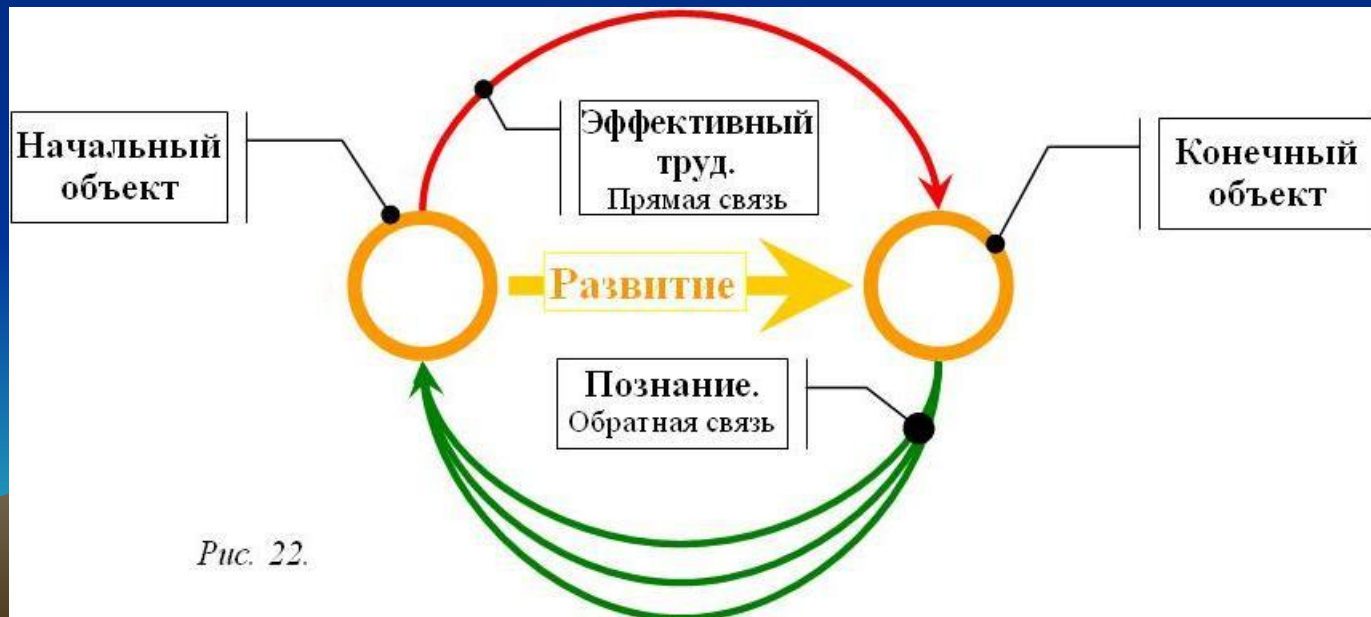 Начальный
объект
Эффективный
труд.
Прямая связь
Конечный
объект
Развитие
Познание.
Обратная связь
Рис. 22.